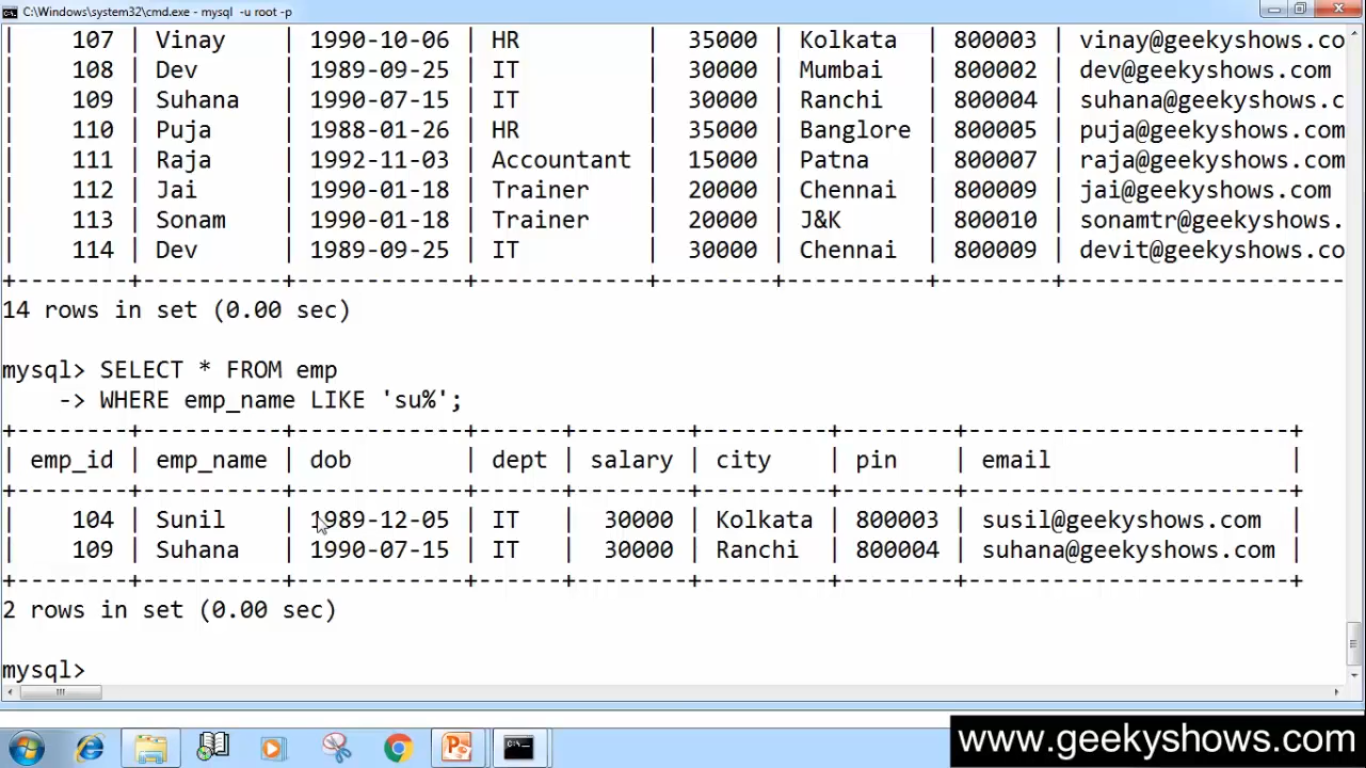 C:\Windows\system32\cmd.exe - mysql -u root -p
| 107 | Vinay | 1990-10-06 | HR | 35000 | Kolkata | 800003 | vinay@geekyshows.co
| 108 | Dev | 1989-09-25 | IT | 30000 | Mumbai | 800002 | dev@geekyshows.com
| 109 | Suhana | 1990-07-15 | IT | 30000 | Ranchi | 800004 | suhana@geekyshows.c
| 110 | Puja | 1988-01-26 | HR | 35000 | Banglore | 800005 | puja@geekyshows.com
| 111 | Raja | 1992-11-03 | Accountant | 15000 | Patna | 800007 | raja@geekyshows.com
| 112 | Jai | 1990-01-18 | Trainer | 20000 | Chennai | 800009 | jai@geekyshows.com
| 113 | Sonam | 1990-01-18 | Trainer | 20000 | J&K | 800010 | sonamtr@geekyshows.
| 114 | Dev | 1989-09-25 | IT | 30000 | Chennai | 800009 | devit@geekyshows.co
+--------+----------+------------+------------+--------+----------+--------+--------------------
14 rows in set (0.00 sec)
mysql> SELECT * FROM emp
-> WHERE emp_name LIKE 'su%';
+--------+----------+------------+------+--------+---------+--------+-----------------------+
| emp_id | emp_name | dob | dept | salary | city | pin | email |
+--------+----------+------------+------+--------+---------+--------+-----------------------+
| 104 | Sunil | 1989-12-05 | IT | 30000 | Kolkata | 800003 | susil@geekyshows.com |
| 109 | Suhana | 1990-07-15 | IT | 30000 | Ranchi | 800004 | suhana@geekyshows.com |
+--------+----------+------------+------+--------+---------+--------+-----------------------+
2 rows in set (0.00 sec)
mysql>
www.geekyshows.com